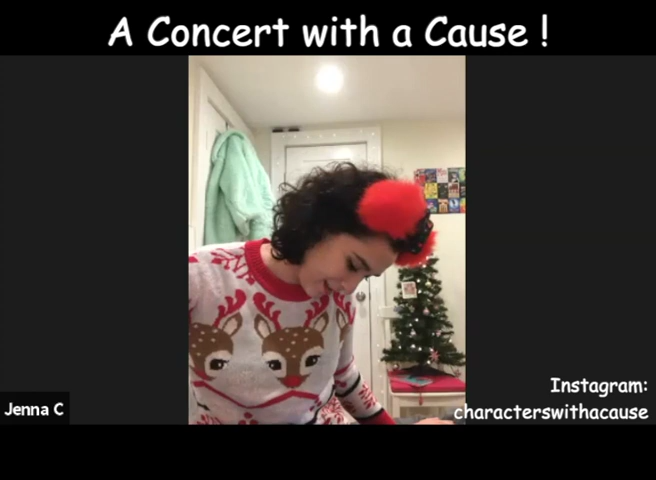 A Concert with a Cause !
Jenna C
Instagram:
characterswithacause